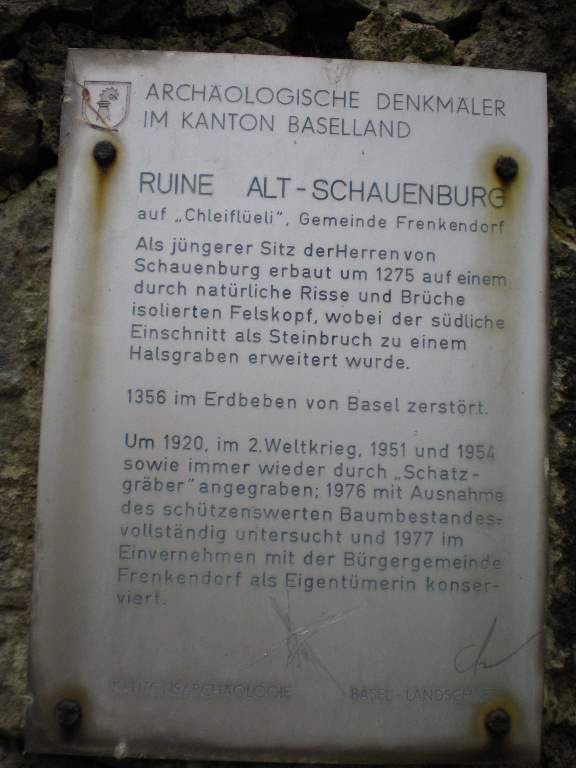 ARCHÄOLOGISCHE DENKMÄLER
IM KANTON BASELLAND
RUINE ALT-SCHAUENBURG
auf „Chleiflüeli", Gemeinde Frenkendorf
Als jüngerer Sitz der Herren von
Schauenburg erbaut um 1275 auf einem
durch natürliche Risse und Brüche
isolierten Felskopf, wobei der südliche
Einschnitt als Steinbruch zu einem
Halsgraben erweitert wurde.
1356 im Erdbeben von Basel zerstört.
Um 1920, im 2. Weltkrieg, 1951 und 1954
sowie immer wieder durch „Schatz-
gräber" angegraben; 1976 mit Ausnahme
des schützenswerten Baumbestandes
vollständig untersucht und 1977 im
Einvernehmen mit der Bürgergemeinde
Frenkendorf als Eigentümerin konser-
viert.
KANTONSARCHÄOLOGIE BASEL-LANDSCHAFT